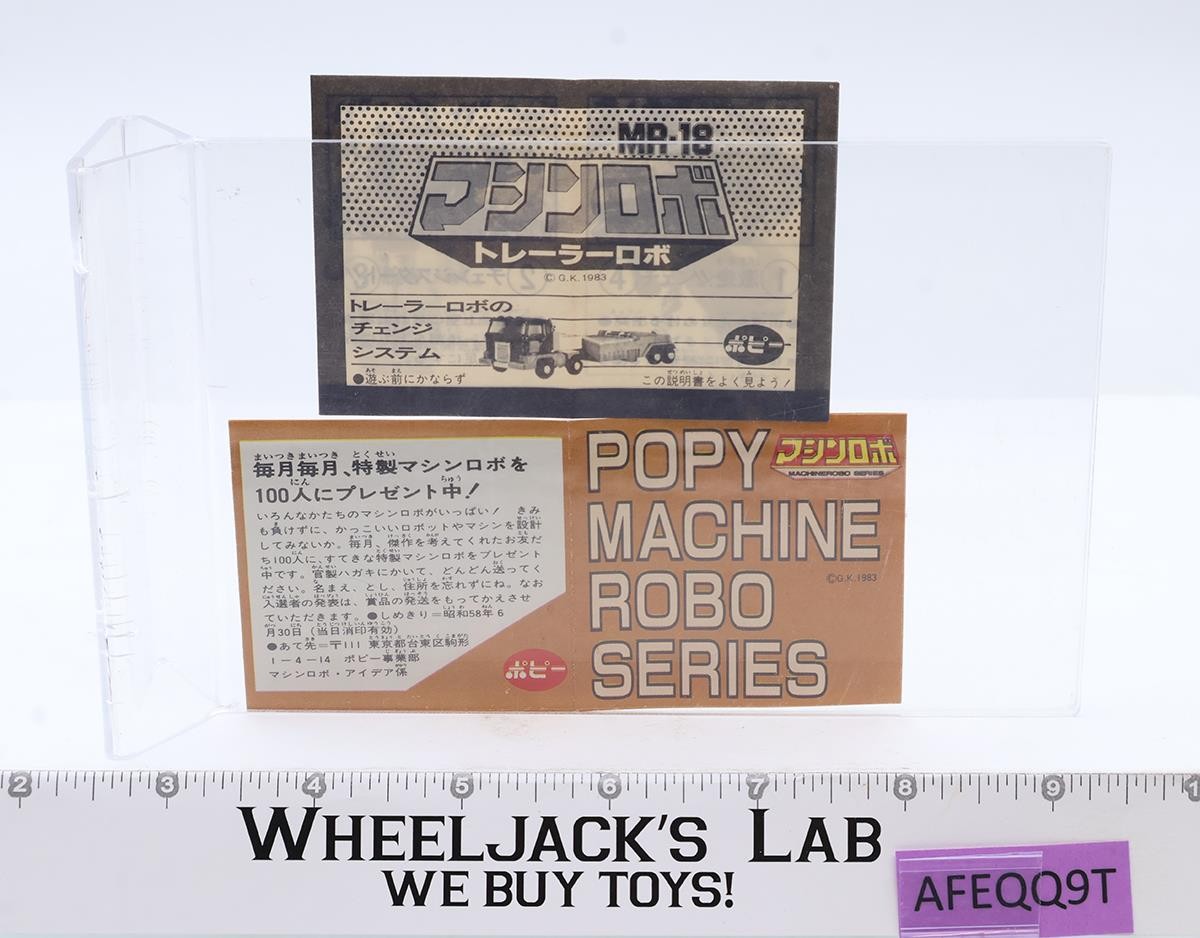 MR-18
マシンロボ
トレーラーロボ
© G.K. 1983
トレーラーロボの
チェンジ
システム
ポピー
●遊ぶ前にかならず
この説明書をよく見よう!
毎月毎月、特製マシンロボを
100人にプレゼント中!
いろんなかたちのマシンロボがいっぱい! きみ
も負けずに、かっこいいロボットやマシンを設計
してみないか。毎月、傑作を考えてくれたお友だ
ち100人に、すてきな特製マシンロボをプレゼント
中です。官製ハガキにかいて、どんどん送ってく
ださい。名まえ、とし、住所を忘れずにね。なお
入選者の発表は、賞品の発送をもってかえさせ
ていただきます。●しめきり=昭和58年6
月30日(当日消印有効)
●あて先=〒111 東京都台東区駒形
1-4-14 ポピー事業部
マシンロボ・アイデア係
ポピー
POPY
MACHINE
ROBO
SERIES
マシンロボ
MACHINEROBO SERIES
©G.K. 1983
2 3 4 5 6 7 8 9 1
WHEELJACK'S LAB
WE BUY TOYS!
AFEQQ9T